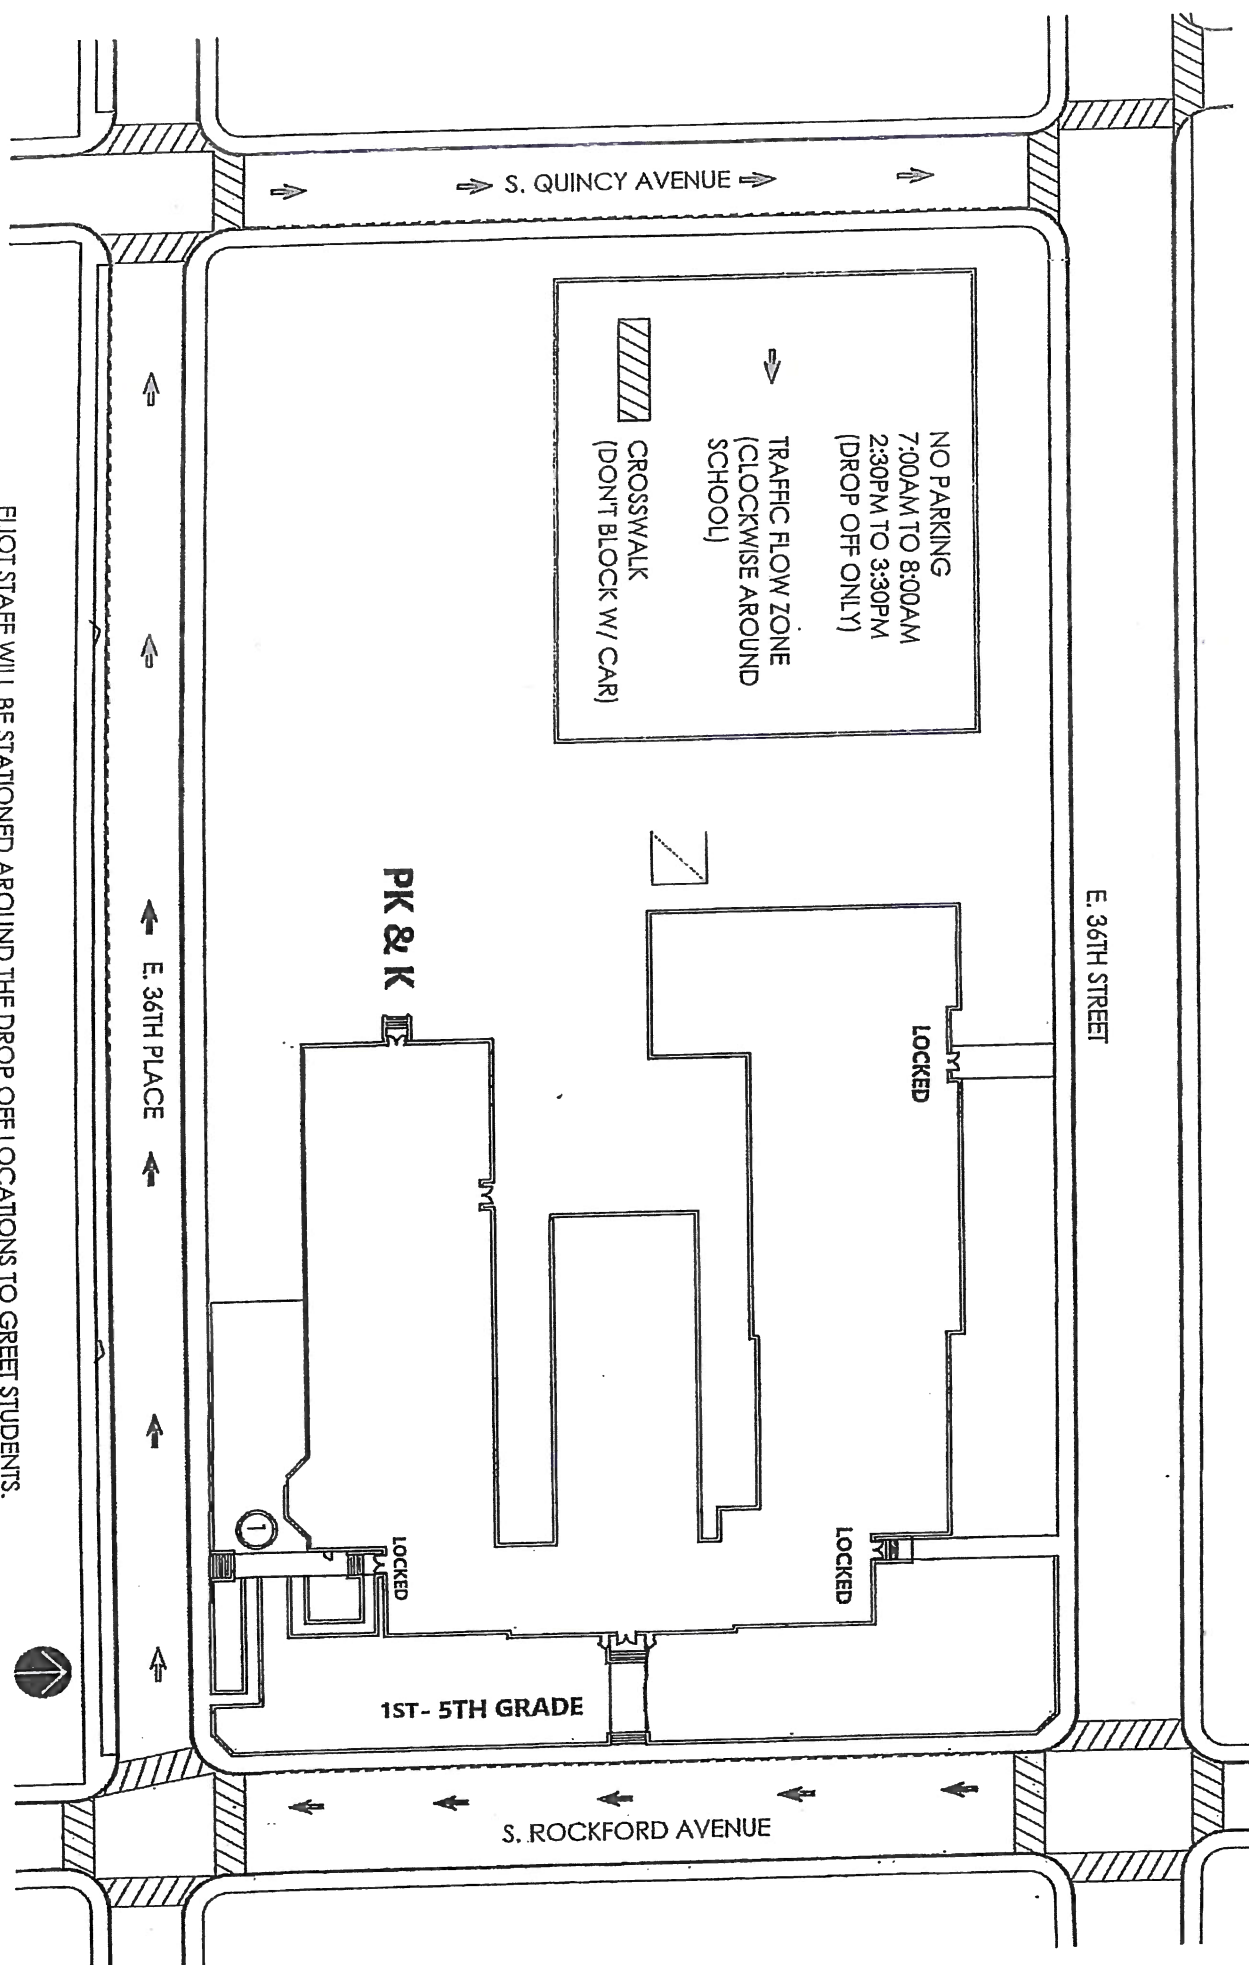 S. QUINCY AVENUE
NO PARKING
7:00AM TO 8:00AM
2:30PM TO 3:30PM
(DROP OFF ONLY)
TRAFFIC FLOW ZONE
(CLOCKWISE AROUND
SCHOOL)
CROSSWALK
(DON'T BLOCK W/ CAR)
E. 36TH STREET
PK & K
LOCKED
E. 36TH PLACE
LOCKED
LOCKED
1
1ST- 5TH GRADE
S. ROCKFORD AVENUE
ELIOT STAFF WILL BE STATIONED AROUND THE DROP OFF LOCATIONS TO GREET STUDENTS.